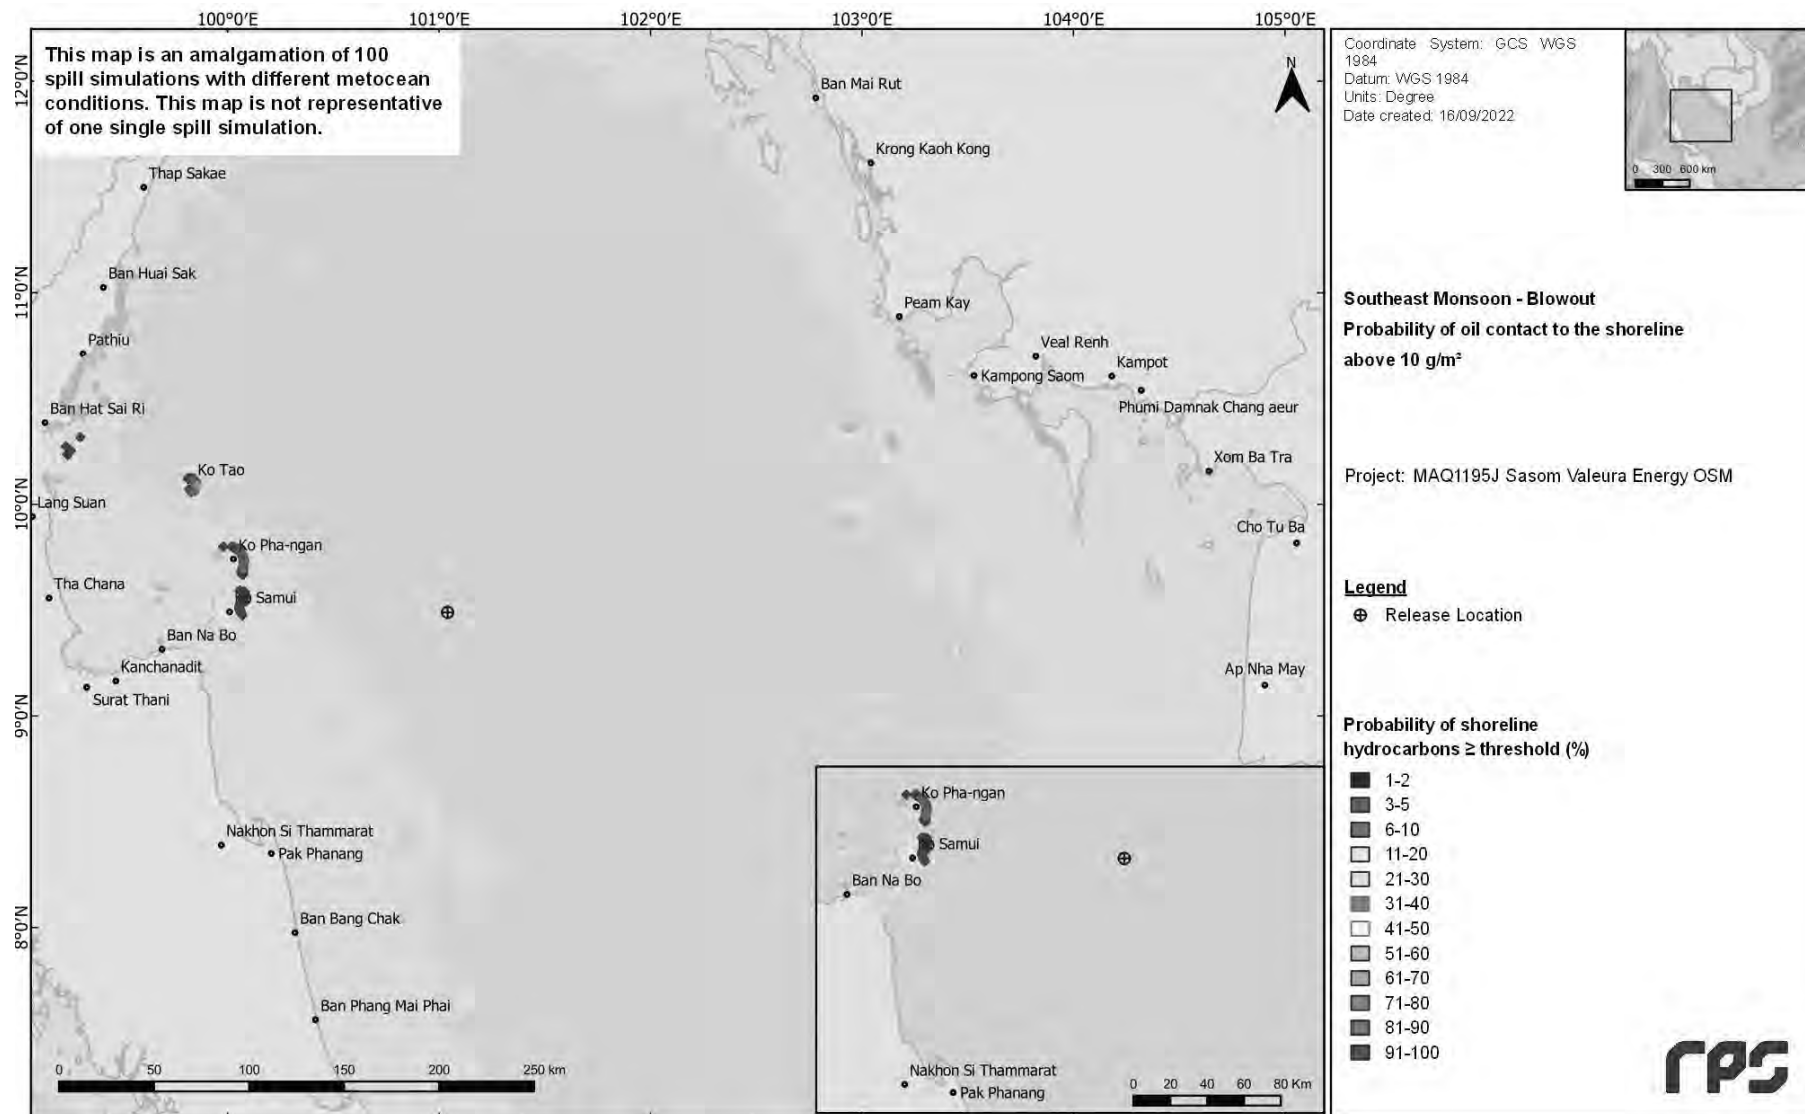 100°0'E
101°0'E
102°0'E
103°0'E
104°0'E
105°0'E
12°0'N
11°0'N
10°0'N
9°0'N
8°0'N
This map is an amalgamation of 100
spill simulations with different metocean
conditions. This map is not representative
of one single spill simulation.
N
Ban Mai Rut
Krong Kaoh Kong
Thap Sakae
Ban Huai Sak
Peam Kay
Pathiu
Veal Renh
Kampot
Kampong Saom
Phumi Damnak Chang aeur
Ban Hat Sai Ri
Xom Ba Tra
Ko Tao
Lang Suan
Cho Tu Ba
Ko Pha-ngan
Tha Chana
Samui
Ban Na Bo
Kanchanadit
Surat Thani
Ap Nha May
Nakhon Si Thammarat
Pak Phanang
Ban Bang Chak
Ban Phang Mai Phai
0 50 100 150 200 250 km
Ko Pha-ngan
Samui
Ban Na Bo
Nakhon Si Thammarat
Pak Phanang
0 20 40 60 80 Km
Coordinate System: GCS WGS
1984
Datum: WGS 1984
Units: Degree
Date created: 16/09/2022
0 300 600 km
Southeast Monsoon - Blowout
Probability of oil contact to the shoreline
above 10 g/m²
Project: MAQ1195J Sasom Valeura Energy OSM
Legend
Release Location
Probability of shoreline
hydrocarbons ≥ threshold (%)
1-2
3-5
6-10
11-20
21-30
31-40
41-50
51-60
61-70
71-80
81-90
91-100
rps